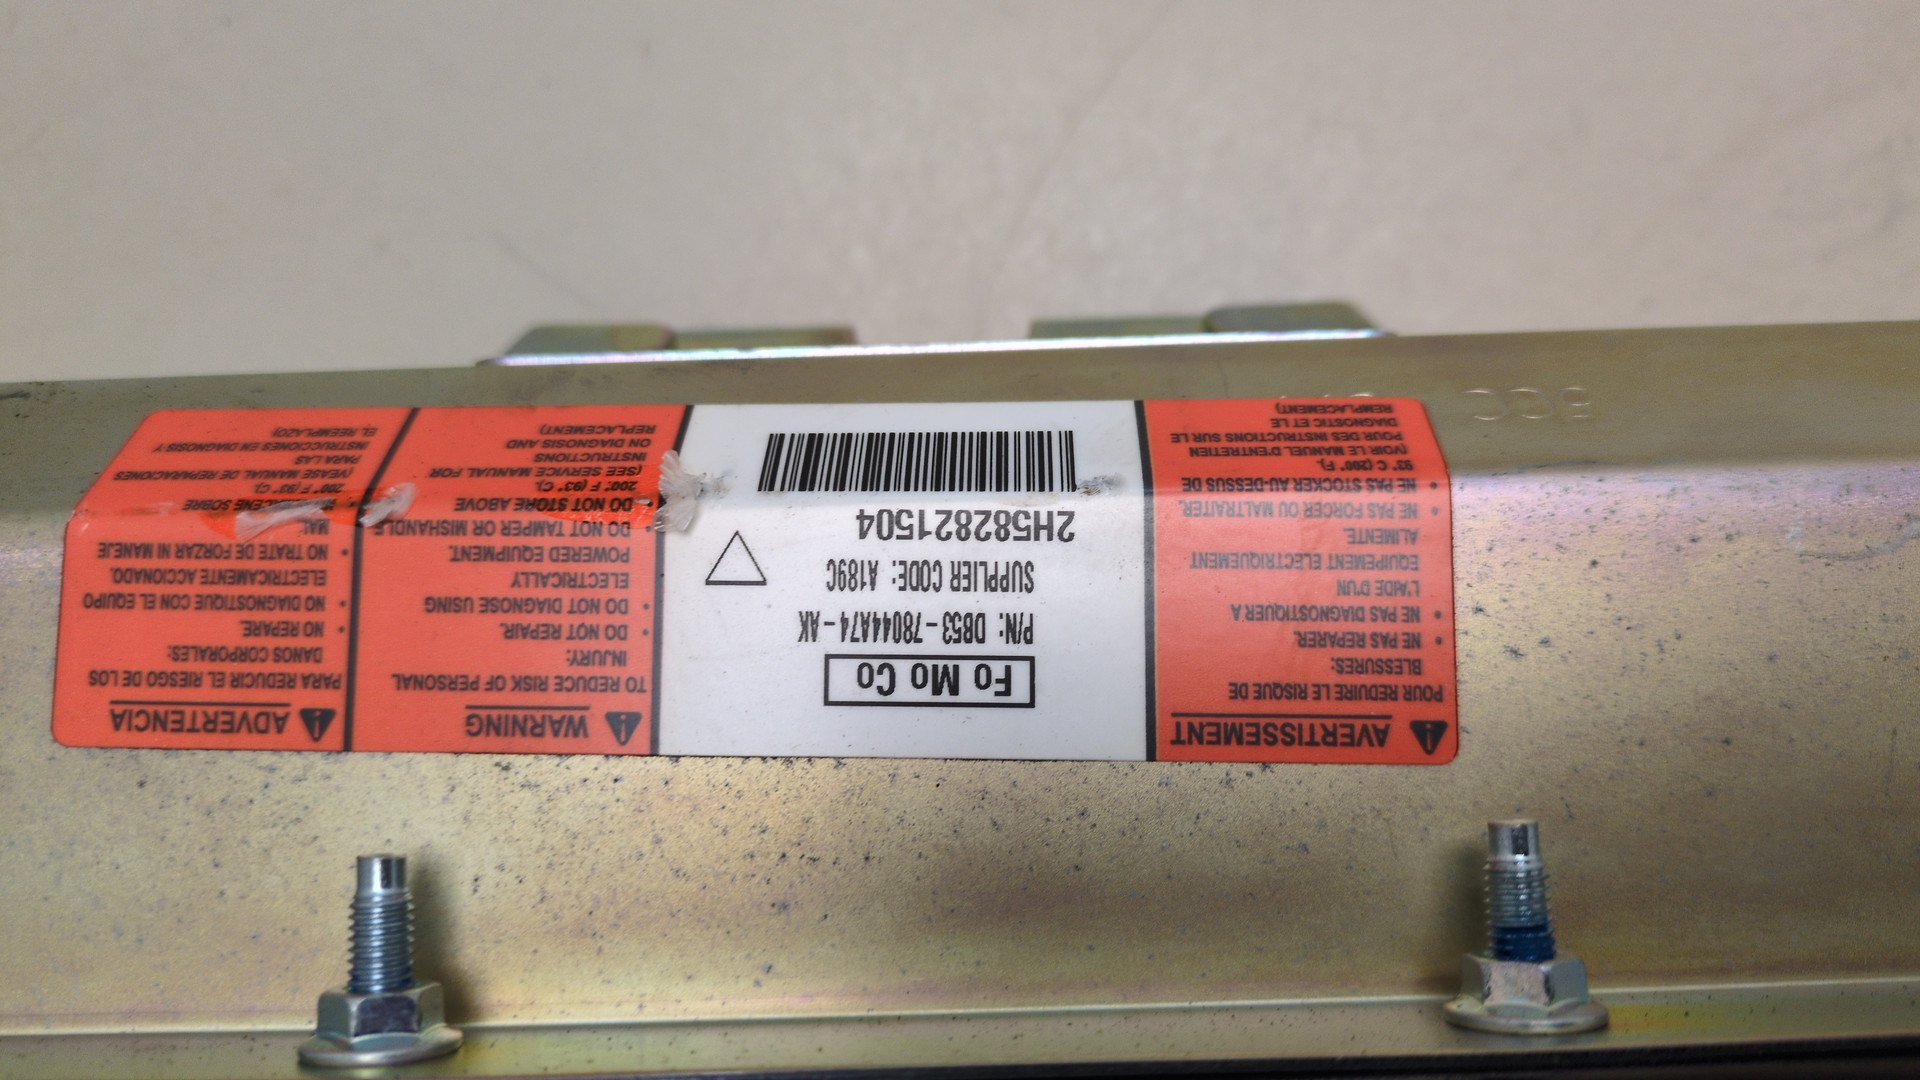 AVERTISSEMENT
POUR REDUIRE LE RISQUE DE
BLESSURES:
• NE PAS REPARER.
• NE PAS DIAGNOSTIQUER A
L'AIDE D'UN
EQUIPEMENT ELECTRIQUEMENT
ALIMENTE.
• NE PAS FORCER OU MALTRAITER.
• NE PAS STOCKER AU-DESSUS DE
93° C (200° F).
(VOIR LE MANUEL D'ENTRETIEN
POUR DES INSTRUCTIONS SUR LE
DIAGNOSTIC ET LE
REMPLACEMENT)
Fo Mo Co
P/N: DB53-78044A74-AK
SUPPLIER CODE: A189C
2H582821504
WARNING
TO REDUCE RISK OF PERSONAL
INJURY:
• DO NOT REPAIR.
• DO NOT DIAGNOSE USING
ELECTRICALLY
POWERED EQUIPMENT.
• DO NOT TAMPER OR MISHANDLE
• DO NOT STORE ABOVE
200° F (93° C).
(SEE SERVICE MANUAL FOR
INSTRUCTIONS
ON DIAGNOSIS AND
REPLACEMENT)
ADVERTENCIA
PARA REDUCIR EL RIESGO DE LOS
DANOS CORPORALES:
• NO REPARE.
• NO DIAGNOSTIQUE CON EL EQUIPO
ELECTRICAMENTE ACCIONADO.
• NO TRATE DE FORZAR NI MANEJE
MAL
• SOBRE
200° F (93° C).
(VEASE MANUAL DE REPARACIONES
PARA LAS
INSTRUCCIONES EN DIAGNOSIS Y
EL REEMPLAZO)